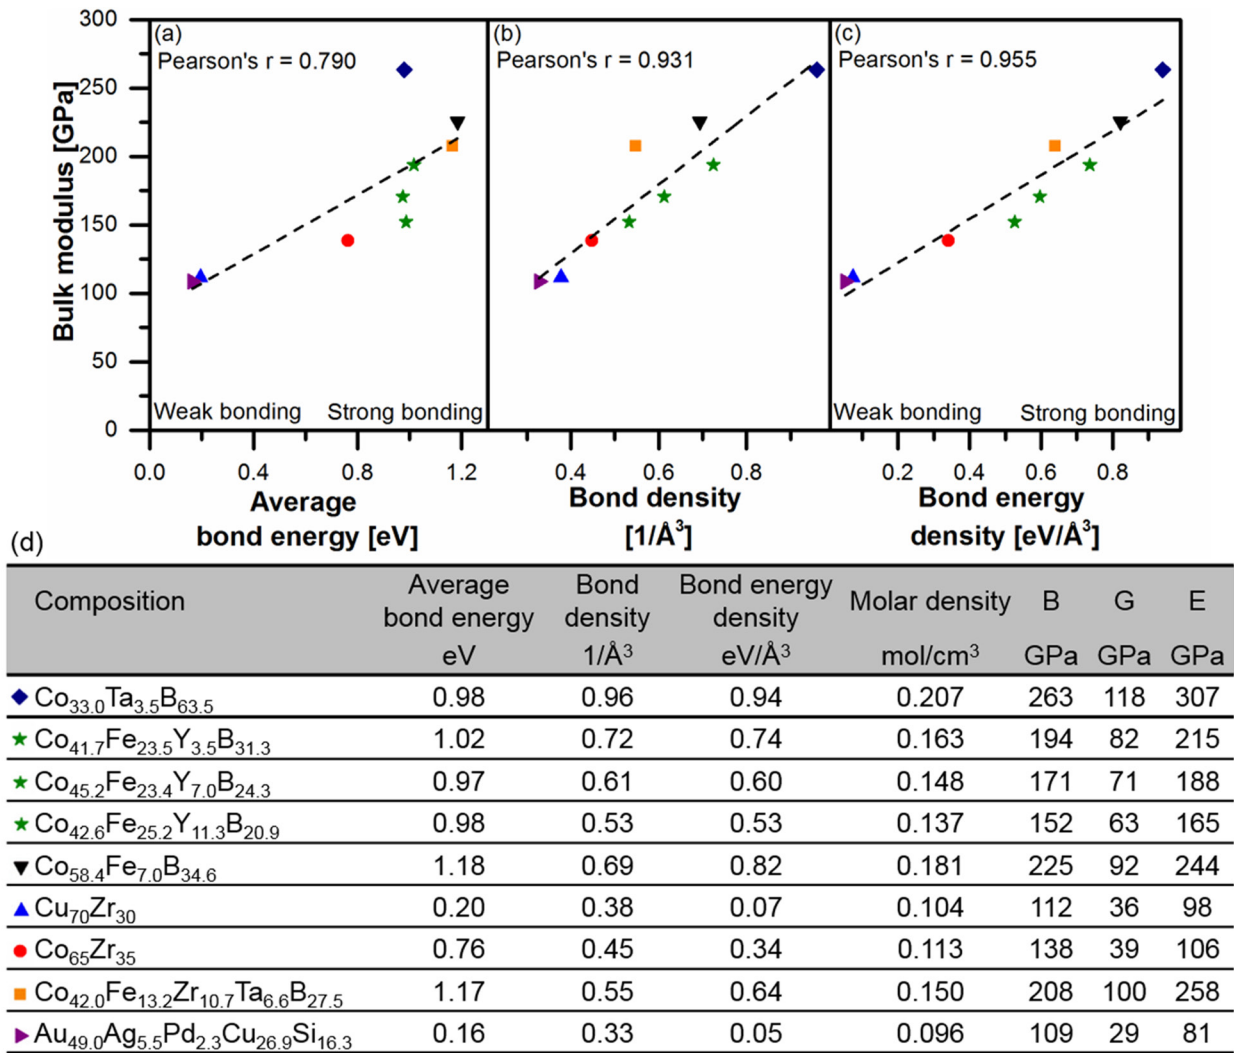 300
250
200
150
100
50
0
Bulk modulus [GPa]
(a)
Pearson's r = 0.790
Weak bonding Strong bonding
0.0 0.4 0.8 1.2
Average
bond energy [eV]
(b)
Pearson's r = 0.931
0.4 0.6 0.8
Bond density
[1/Å³]
(c)
Pearson's r = 0.955
Weak bonding Strong bonding
0.2 0.4 0.6 0.8
Bond energy
density [eV/Å³]
(d)
Composition Average bond energy Bond density Bond energy density Molar density B G E
eV 1/Å³ eV/Å³ mol/cm³ GPa GPa GPa
Co₃₃.₀Ta₃.₅B₆₃.₅ 0.98 0.96 0.94 0.207 263 118 307
Co₄₁.₇Fe₂₃.₅Y₃.₅B₃₁.₃ 1.02 0.72 0.74 0.163 194 82 215
Co₄₅.₂Fe₂₃.₄Y₇.₀B₂₄.₃ 0.97 0.61 0.60 0.148 171 71 188
Co₄₂.₆Fe₂₅.₂Y₁₁.₃B₂₀.₉ 0.98 0.53 0.53 0.137 152 63 165
Co₅₈.₄Fe₇.₀B₃₄.₆ 1.18 0.69 0.82 0.181 225 92 244
Cu₇₀Zr₃₀ 0.20 0.38 0.07 0.104 112 36 98
Co₆₅Zr₃₅ 0.76 0.45 0.34 0.113 138 39 106
Co₄₂.₀Fe₁₃.₂Zr₁₀.₇Ta₆.₆B₂₇.₅ 1.17 0.55 0.64 0.150 208 100 258
Au₄₉.₀Ag₅.₅Pd₂.₃Cu₂₆.₉Si₁₆.₃ 0.16 0.33 0.05 0.096 109 29 81